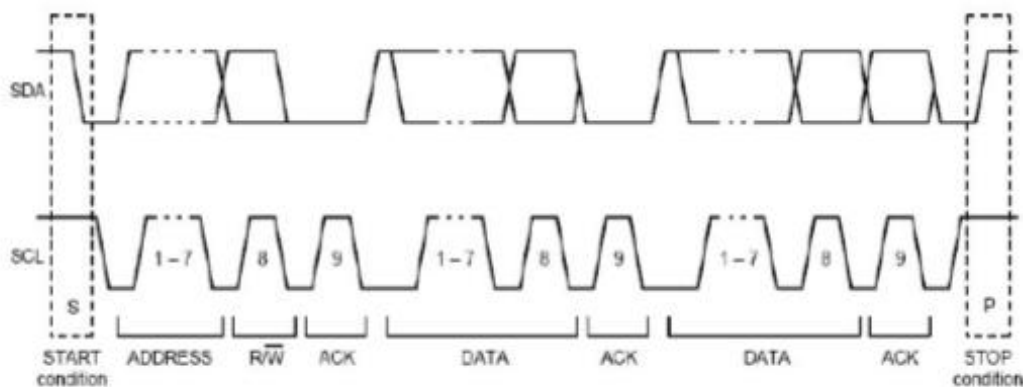 SDA
SCL
1 – 7 8 9 1 – 7 8 9 1 – 7 8 9
S P
START ADDRESS R/W̅ ACK DATA ACK DATA ACK STOP
condition condition